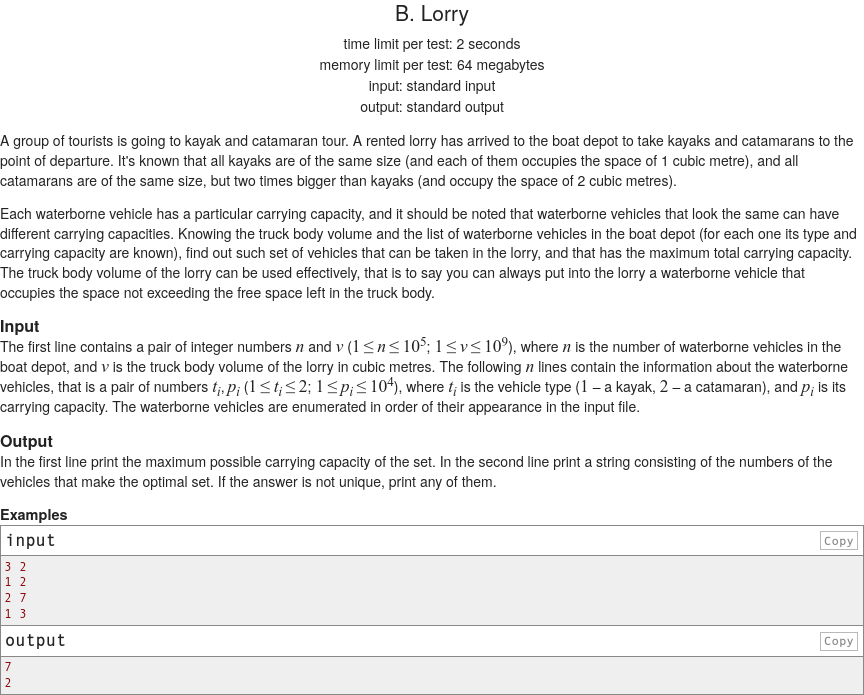 B. Lorry
time limit per test: 2 seconds
memory limit per test: 64 megabytes
input: standard input
output: standard output
A group of tourists is going to kayak and catamaran tour. A rented lorry has arrived to the boat depot to take kayaks and catamarans to the
point of departure. It's known that all kayaks are of the same size (and each of them occupies the space of 1 cubic metre), and all
catamarans are of the same size, but two times bigger than kayaks (and occupy the space of 2 cubic metres).
Each waterborne vehicle has a particular carrying capacity, and it should be noted that waterborne vehicles that look the same can have
different carrying capacities. Knowing the truck body volume and the list of waterborne vehicles in the boat depot (for each one its type and
carrying capacity are known), find out such set of vehicles that can be taken in the lorry, and that has the maximum total carrying capacity.
The truck body volume of the lorry can be used effectively, that is to say you can always put into the lorry a waterborne vehicle that
occupies the space not exceeding the free space left in the truck body.
Input
The first line contains a pair of integer numbers n and v (1 ≤ n ≤ 10^5; 1 ≤ v ≤ 10^9), where n is the number of waterborne vehicles in the
boat depot, and v is the truck body volume of the lorry in cubic metres. The following n lines contain the information about the waterborne
vehicles, that is a pair of numbers t_i, p_i (1 ≤ t_i ≤ 2; 1 ≤ p_i ≤ 10^4), where t_i is the vehicle type (1 – a kayak, 2 – a catamaran), and p_i is its
carrying capacity. The waterborne vehicles are enumerated in order of their appearance in the input file.
Output
In the first line print the maximum possible carrying capacity of the set. In the second line print a string consisting of the numbers of the
vehicles that make the optimal set. If the answer is not unique, print any of them.
Examples
input Copy
3 2
1 2
2 7
1 3
output Copy
7
2